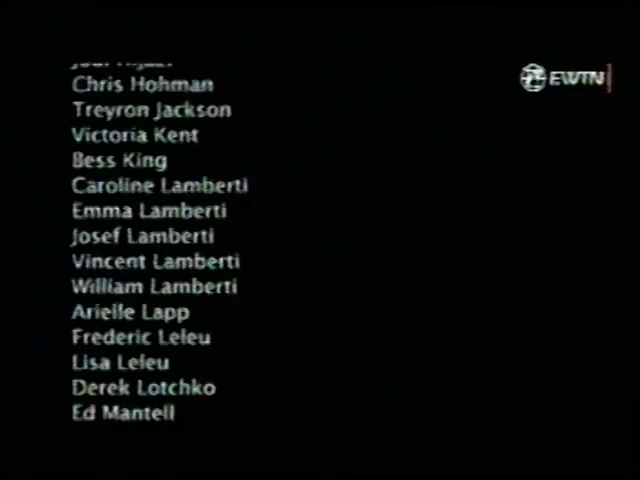 Chris Hohman
Treyron Jackson
Victoria Kent
Bess King
Caroline Lamberti
Emma Lamberti
Josef Lamberti
Vincent Lamberti
William Lamberti
Arielle Lapp
Frederic Leleu
Lisa Leleu
Derek Lotchko
Ed Mantell
EWTN